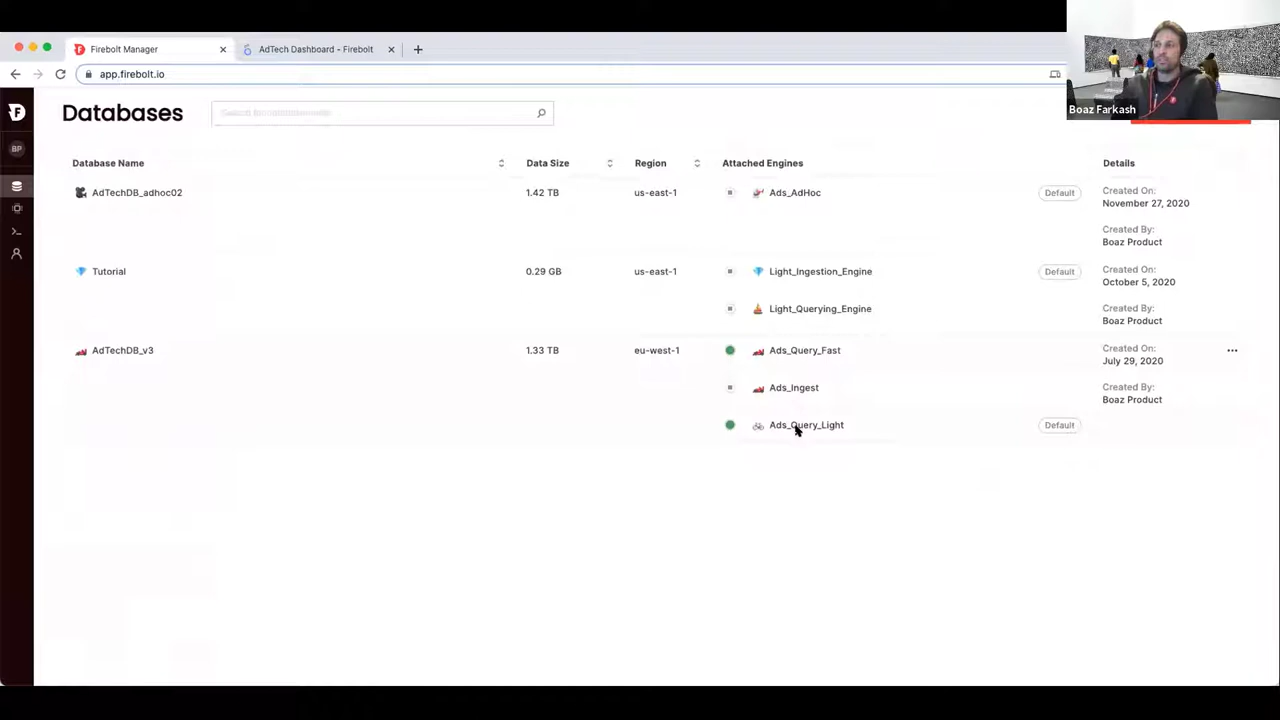 Firebolt Manager
AdTech Dashboard - Firebolt
app.firebolt.io
Boaz Farkash
Databases
BP
Database Name Data Size Region Attached Engines Details
AdTechDB_adhoc02 1.42 TB us-east-1 Ads_AdHoc Default Created On:
November 27, 2020
Created By:
Boaz Product
Tutorial 0.29 GB us-east-1 Light_Ingestion_Engine Default Created On:
October 5, 2020
Light_Querying_Engine Created By:
Boaz Product
AdTechDB_v3 1.33 TB eu-west-1 Ads_Query_Fast Created On:
July 29, 2020
Ads_Ingest Created By:
Boaz Product
Ads_Query_Light Default